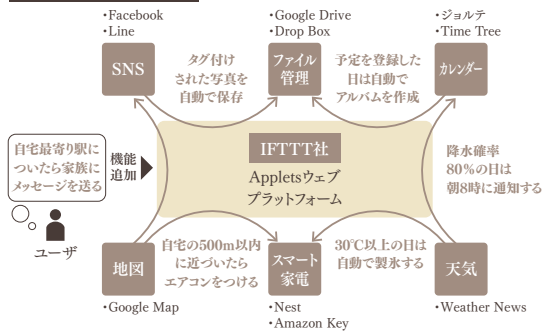 ・Facebook
・Line
SNS
タグ付け
された写真を
自動で保存
・Google Drive
・Drop Box
ファイル
管理
予定を登録した
日は自動で
アルバムを作成
・ジョルテ
・Time Tree
カレンダー
自宅最寄り駅に
ついたら家族に
メッセージを送る
機能
追加
ユーザ
IFTTT社
Appletsウェブ
プラットフォーム
降水確率
80%の日は
朝8時に通知する
地図
・Google Map
自宅の500m以内
に近づいたら
エアコンをつける
スマート
家電
・Nest
・Amazon Key
30℃以上の日は
自動で製氷する
天気
・Weather News